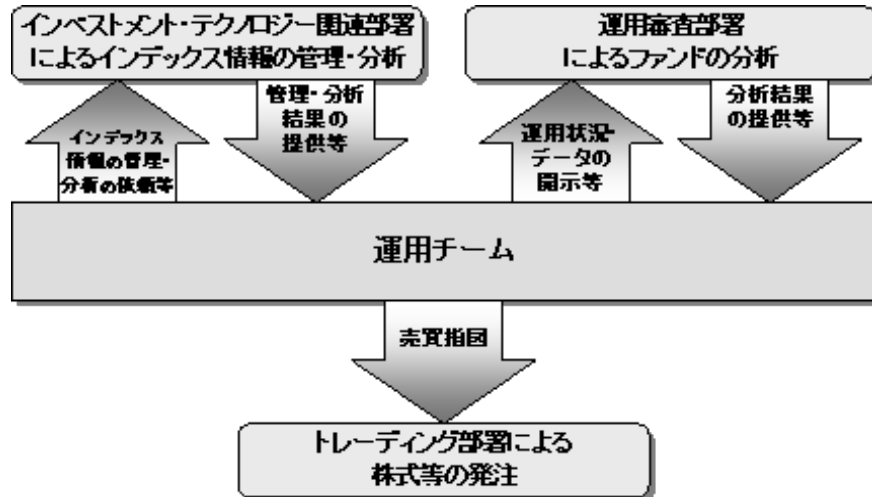 インベストメント・テクノロジー関連部署
によるインデックス情報の管理・分析
運用審査部署
によるファンドの分析
インデックス
情報の管理・
分析の依頼等
管理・分析
結果の
提供等
運用状況・
データの
開示等
分析結果
の提供等
運用チーム
売買指図
トレーディング部署による
株式等の発注